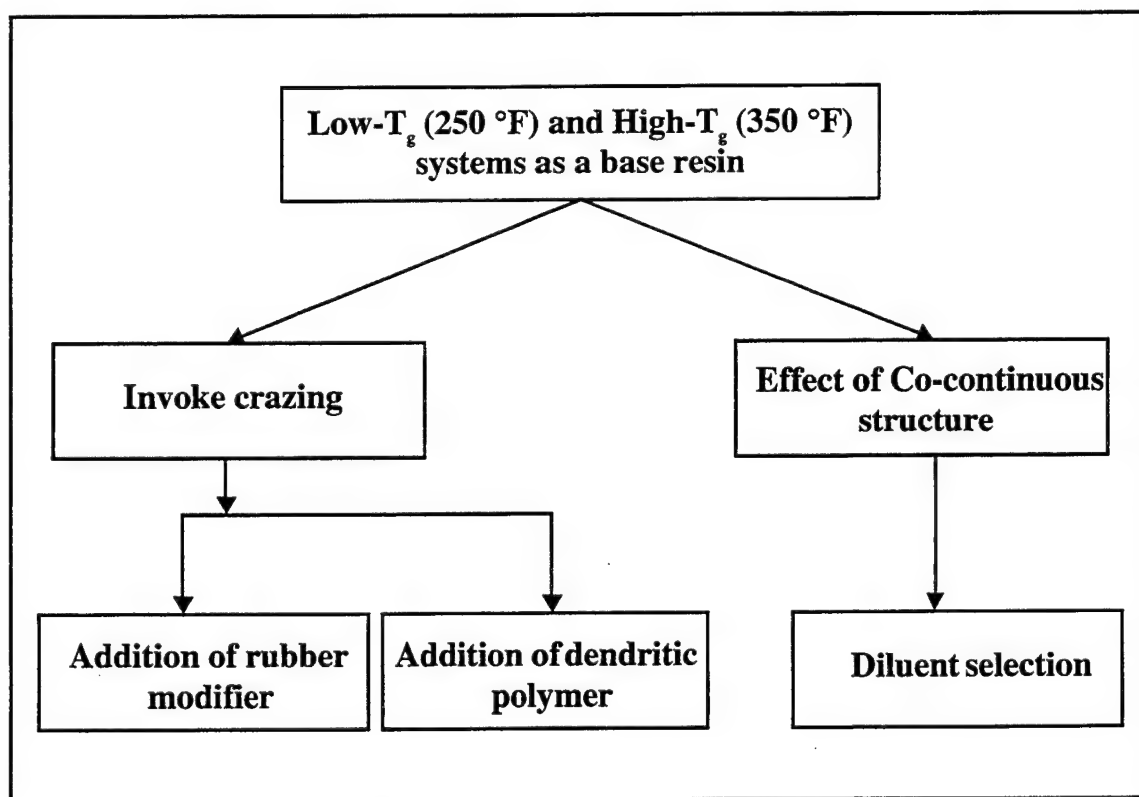 Low-Tg (250 °F) and High-Tg (350 °F)
systems as a base resin
Invoke crazing
Effect of Co-continuous
structure
Addition of rubber
modifier
Addition of dendritic
polymer
Diluent selection